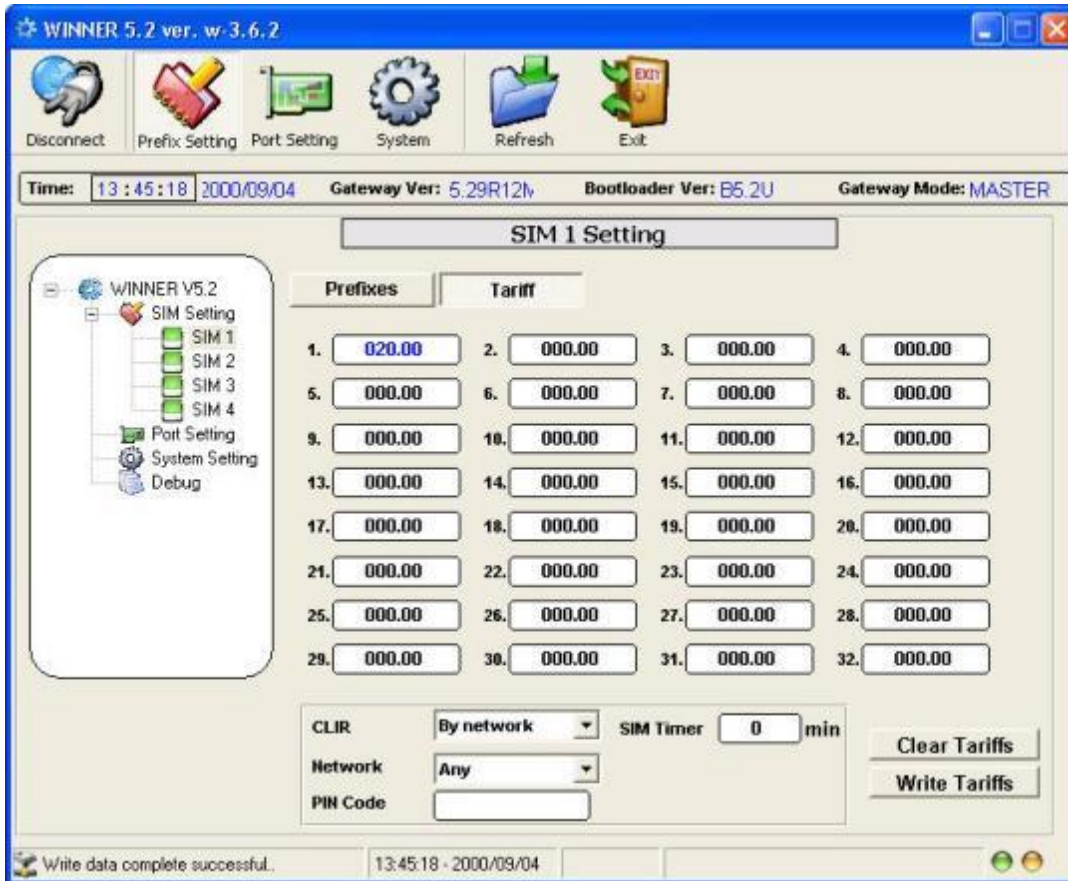 WINNER 5.2 ver. w-3.6.2
Disconnect Prefix Setting Port Setting System Refresh EXIT Exit
Time: 13:45:18 2000/09/04 Gateway Ver: 5.29R12 Bootloader Ver: B5.2U Gateway Mode: MASTER
SIM 1 Setting
WINNER V5.2
SIM Setting
SIM 1
SIM 2
SIM 3
SIM 4
Port Setting
System Setting
Debug
Prefixes Tariff
1. 020.00 2. 000.00 3. 000.00 4. 000.00
5. 000.00 6. 000.00 7. 000.00 8. 000.00
9. 000.00 10. 000.00 11. 000.00 12. 000.00
13. 000.00 14. 000.00 15. 000.00 16. 000.00
17. 000.00 18. 000.00 19. 000.00 20. 000.00
21. 000.00 22. 000.00 23. 000.00 24. 000.00
25. 000.00 26. 000.00 27. 000.00 28. 000.00
29. 000.00 30. 000.00 31. 000.00 32. 000.00
CLIR By network SIM Timer 0 min
Network Any
PIN Code
Clear Tariffs
Write Tariffs
Write data complete successful.. 13:45:18 - 2000/09/04